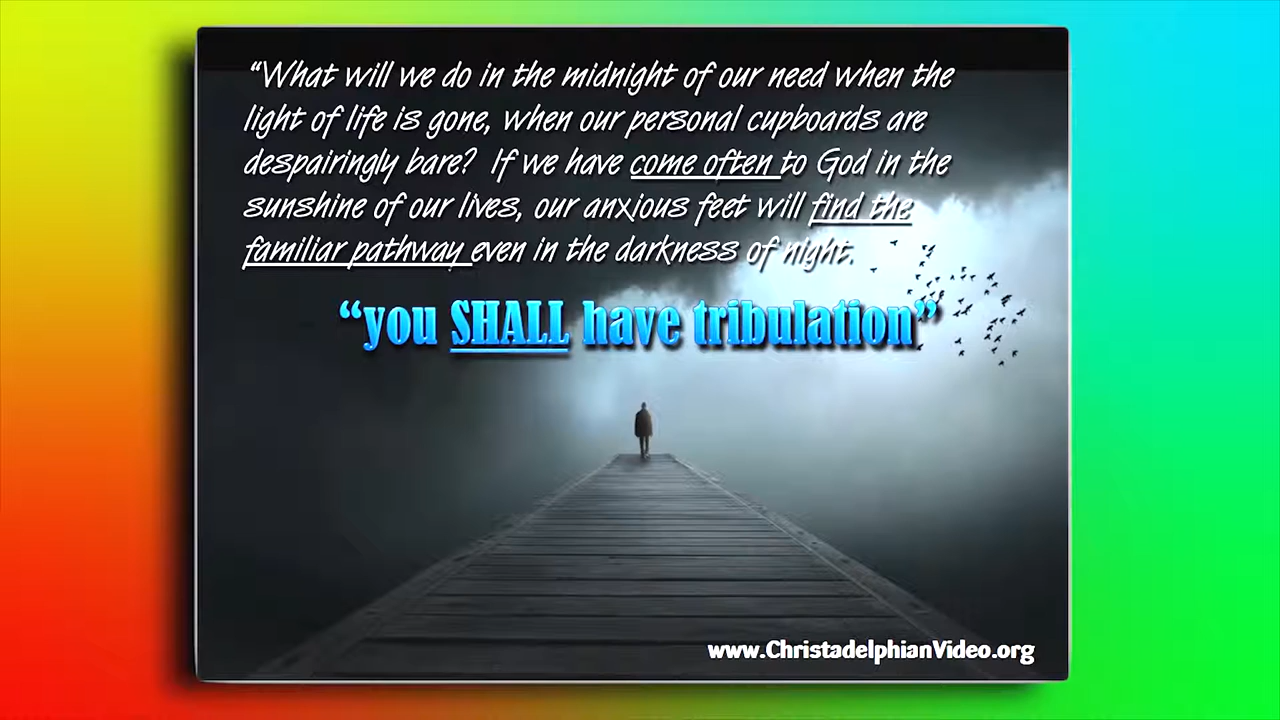 “What will we do in the midnight of our need when the
light of life is gone, when our personal cupboards are
despairingly bare? If we have come often to God in the
sunshine of our lives, our anxious feet will find the
familiar pathway even in the darkness of night.
“you SHALL have tribulation”
www.ChristadelphianVideo.org